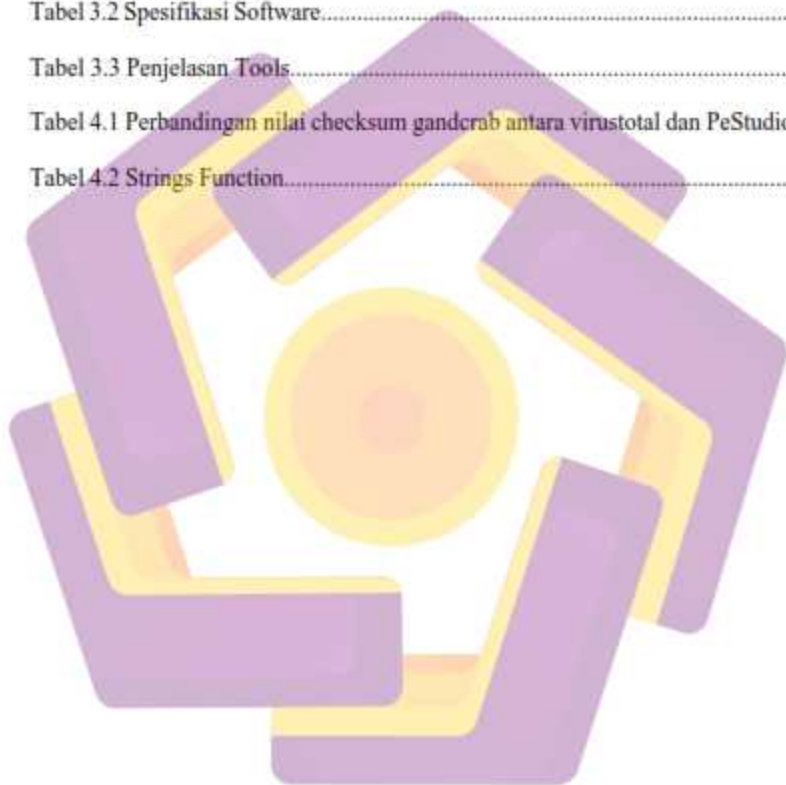 Tabel 3.2 Spesifikasi Software................................................................................
Tabel 3.3 Penjelasan Tools................................................................................
Tabel 4.1 Perbandingan nilai checksum gandcrab antara virustotal dan PeStudio
Tabel 4.2 Strings Function................................................................................